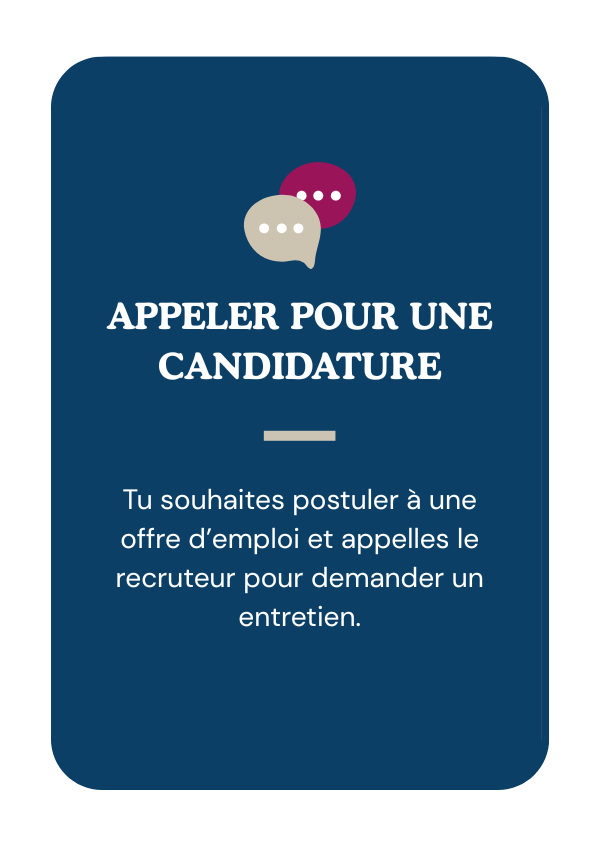 APPELER POUR UNE
CANDIDATURE
Tu souhaites postuler à une
offre d’emploi et appelles le
recruteur pour demander un
entretien.